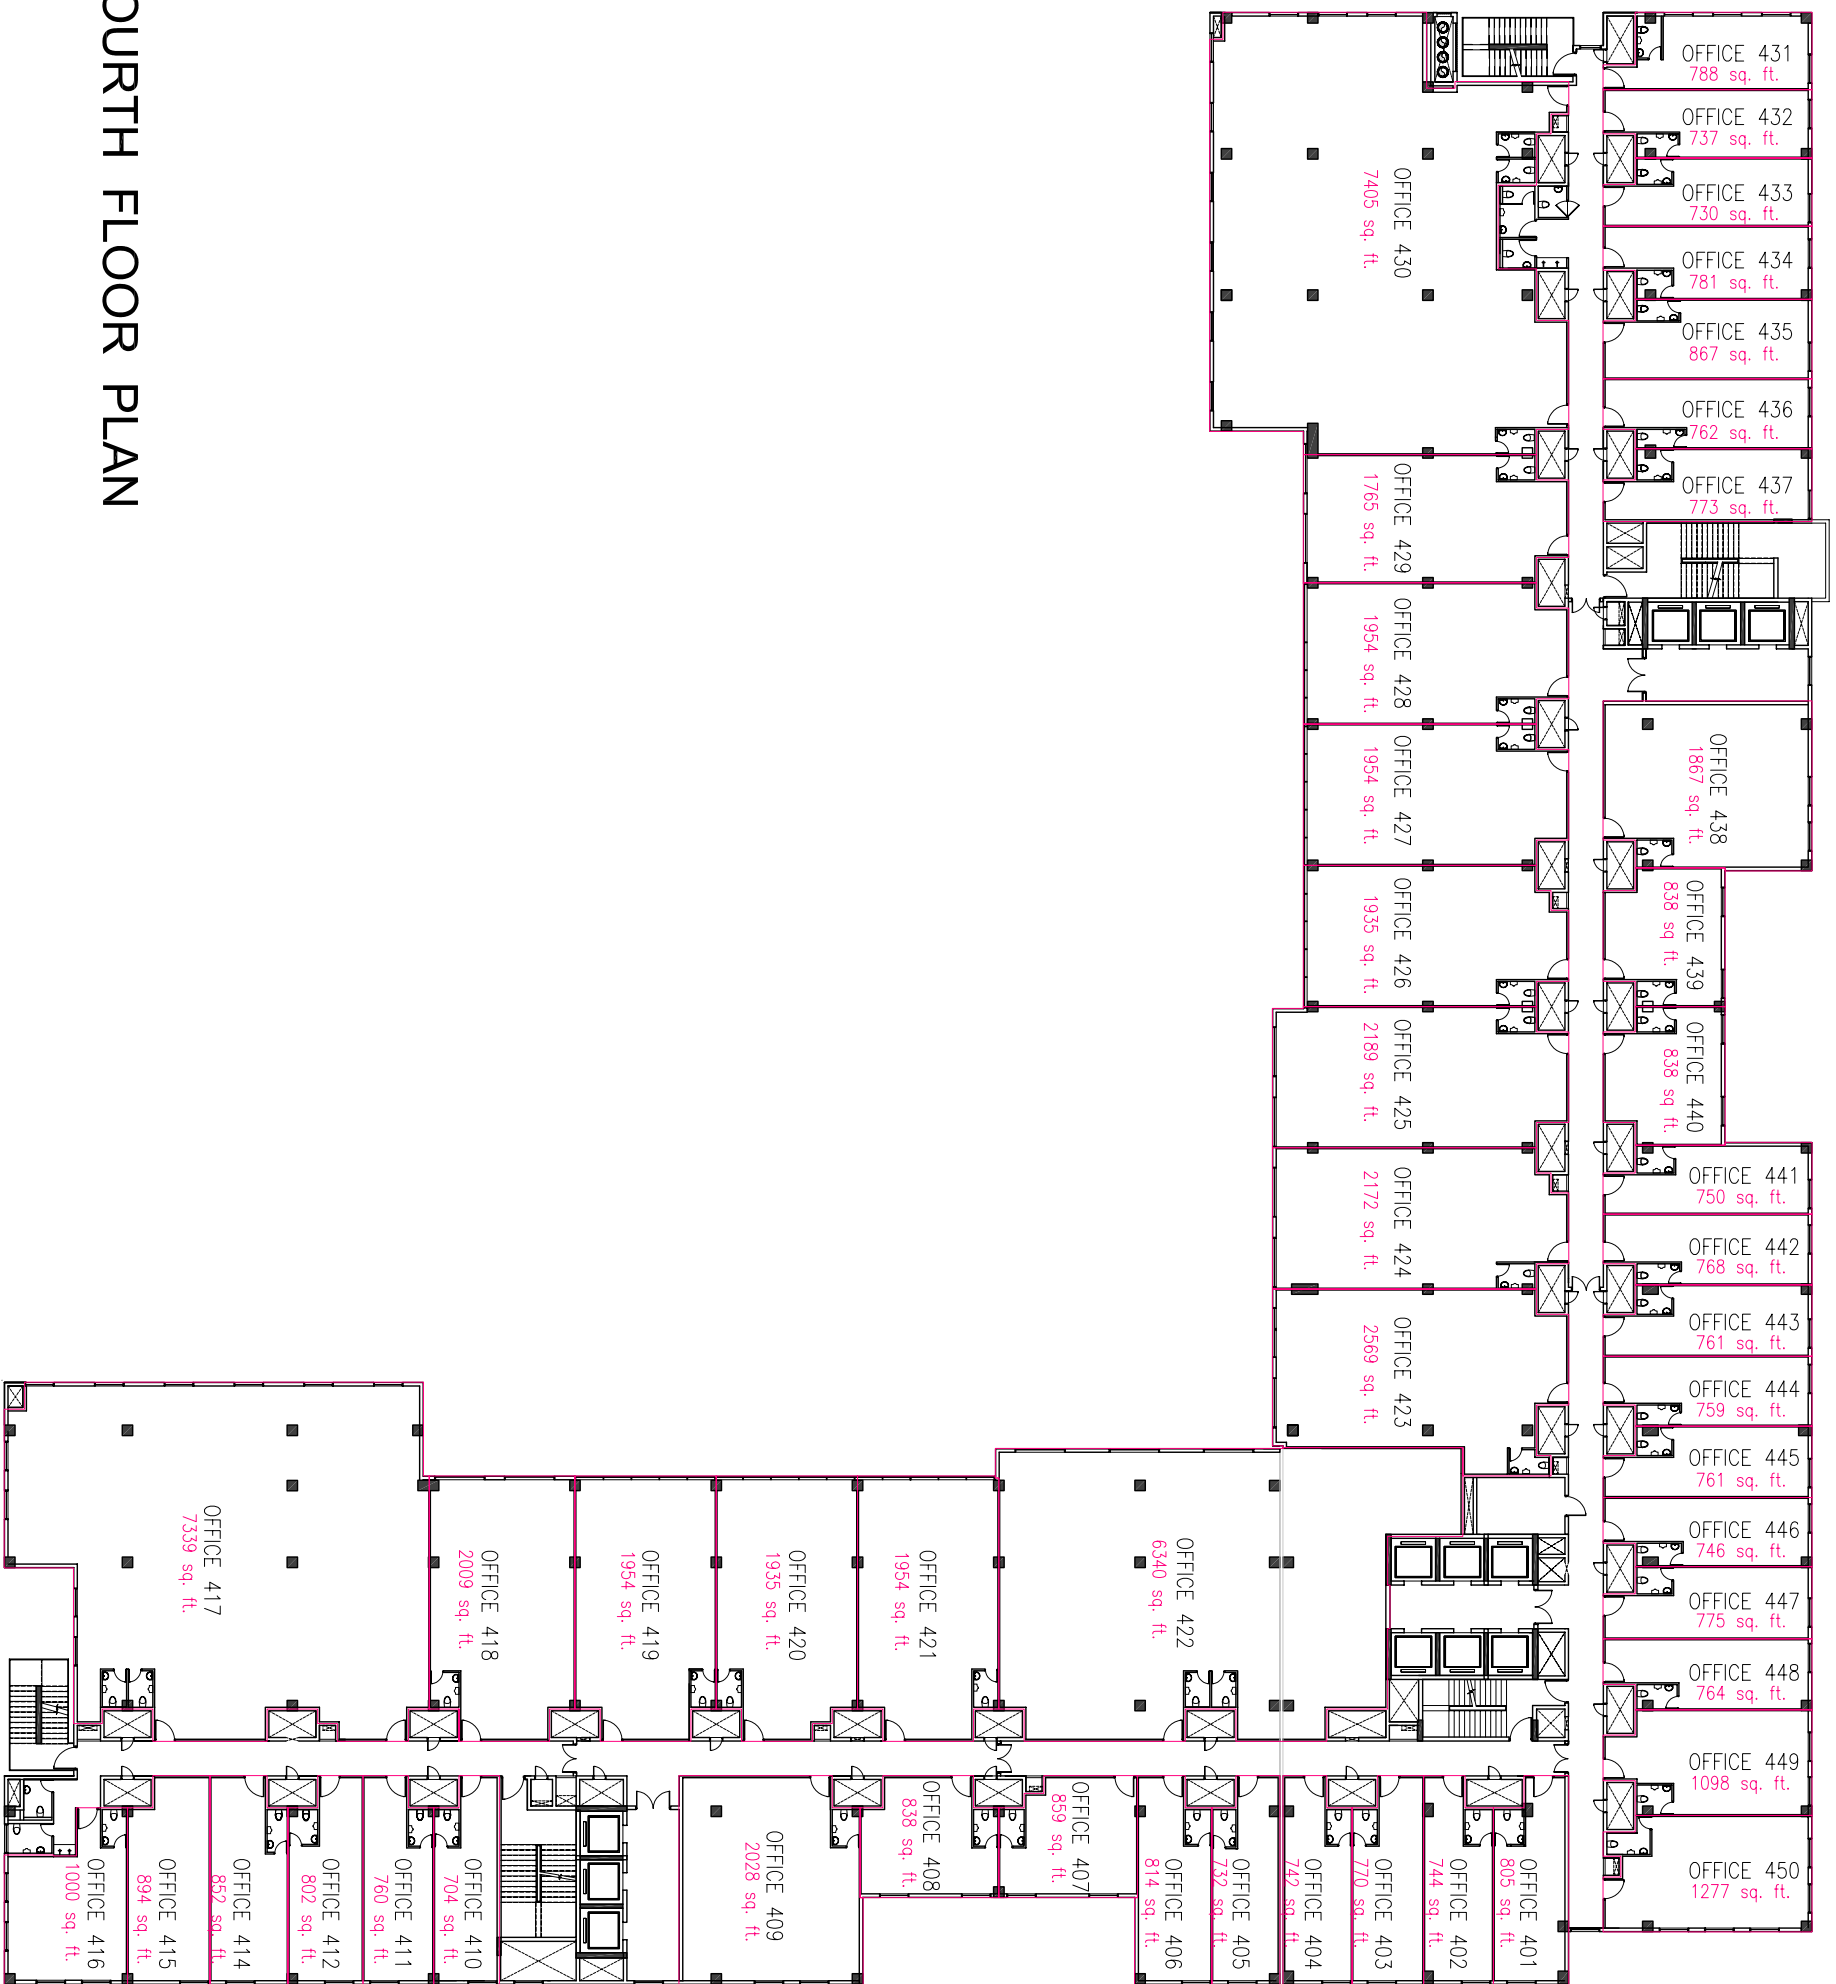 OURTH FLOOR PLAN
OFFICE 431
788 sq. ft.
OFFICE 432
737 sq. ft.
OFFICE 433
730 sq. ft.
OFFICE 434
781 sq. ft.
OFFICE 435
867 sq. ft.
OFFICE 436
762 sq. ft.
OFFICE 437
773 sq. ft.
OFFICE 438
1867 sq. ft.
OFFICE 439
838 sq ft.
OFFICE 440
838 sq ft.
OFFICE 441
750 sq. ft.
OFFICE 442
768 sq. ft.
OFFICE 443
761 sq. ft.
OFFICE 444
759 sq. ft.
OFFICE 445
761 sq. ft.
OFFICE 446
746 sq. ft.
OFFICE 447
775 sq. ft.
OFFICE 448
764 sq. ft.
OFFICE 449
1098 sq. ft.
OFFICE 450
1277 sq. ft.
OFFICE 430
7405 sq. ft.
OFFICE 429
1765 sq. ft.
OFFICE 428
1954 sq. ft.
OFFICE 427
1954 sq. ft.
OFFICE 426
1935 sq. ft.
OFFICE 425
2189 sq. ft.
OFFICE 424
2172 sq. ft.
OFFICE 423
2569 sq. ft.
OFFICE 422
6340 sq. ft.
OFFICE 421
1954 sq. ft.
OFFICE 420
1935 sq. ft.
OFFICE 419
1954 sq. ft.
OFFICE 418
2009 sq. ft.
OFFICE 417
7339 sq. ft.
OFFICE 401
805 sq. ft.
OFFICE 402
744 sq. ft.
OFFICE 403
770 sq. ft.
OFFICE 404
742 sq. ft.
OFFICE 405
732 sq. ft.
OFFICE 406
814 sq. ft.
OFFICE 407
859 sq. ft.
OFFICE 408
838 sq. ft.
OFFICE 409
2028 sq. ft.
OFFICE 410
704 sq. ft.
OFFICE 411
760 sq. ft.
OFFICE 412
802 sq. ft.
OFFICE 414
852 sq. ft.
OFFICE 415
894 sq. ft.
OFFICE 416
1000 sq. ft.